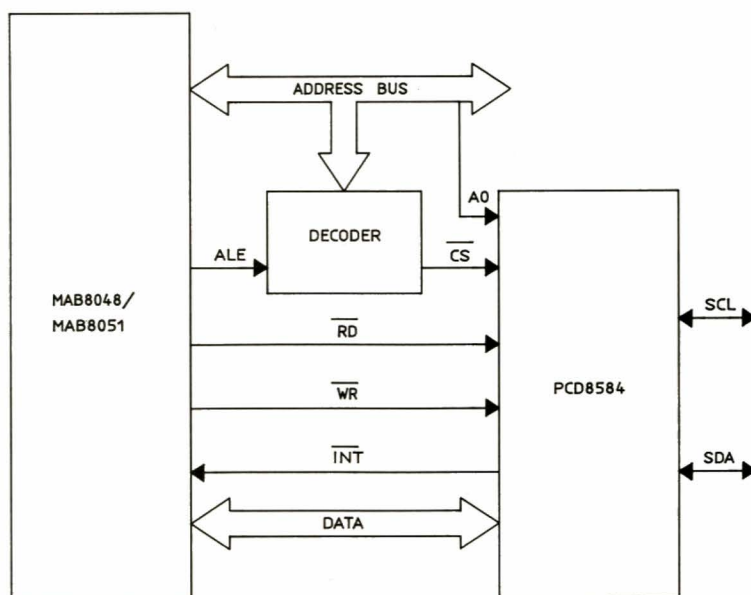 ADDRESS BUS
A0
DECODER
ALE
CS
MAB8048/
MAB8051
SCL
RD
PCD8584
WR
INT
SDA
DATA